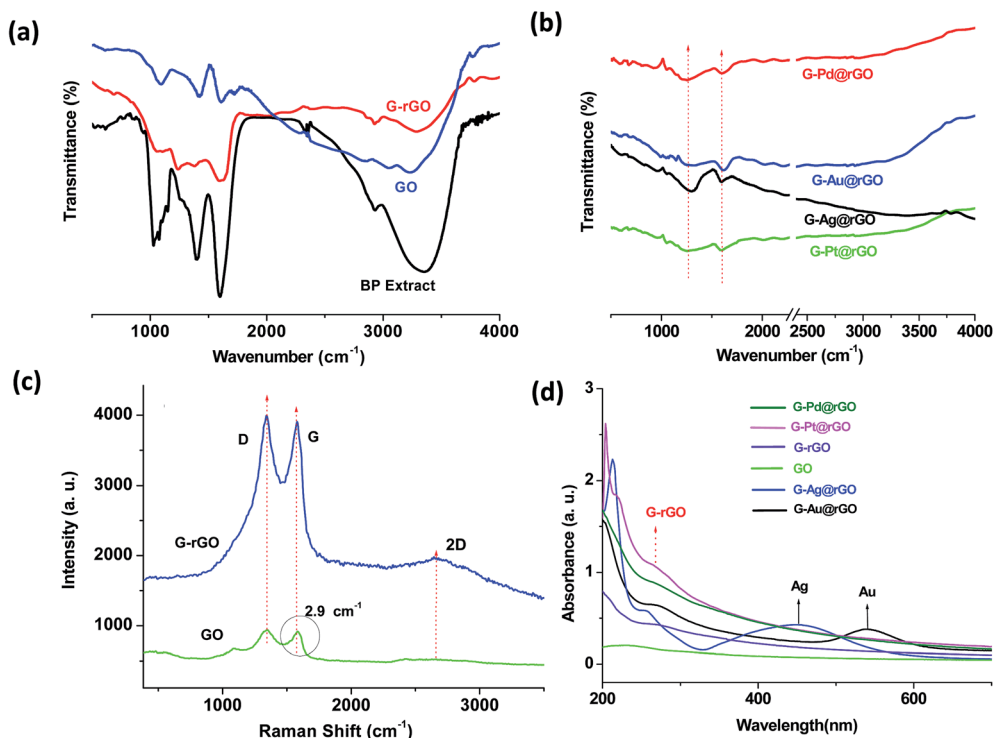 (a)
Transmittance (%)
G-rGO
GO
BP Extract
1000
2000
3000
4000
Wavenumber (cm⁻¹)
(b)
Transmittance (%)
G-Pd@rGO
G-Au@rGO
G-Ag@rGO
G-Pt@rGO
1000
1500
2000
2500
3000
3500
4000
Wavenumber (cm⁻¹)
(c)
Intensity (a. u.)
4000
3000
2000
1000
D
G
G-rGO
2D
2.9 cm⁻¹
GO
1000
2000
3000
Raman Shift (cm⁻¹)
(d)
Absorbance (a. u.)
3
2
1
0
G-Pd@rGO
G-Pt@rGO
G-rGO
GO
G-Ag@rGO
G-Au@rGO
G-rGO
Ag
Au
200
400
600
Wavelength(nm)